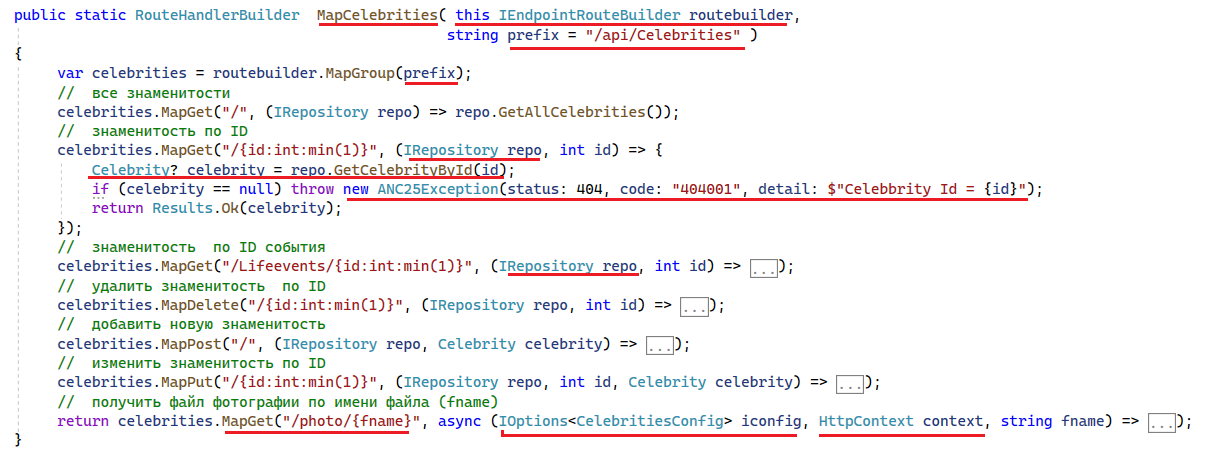 public static RouteHandlerBuilder MapCelebrities( this IEndpointRouteBuilder routebuilder,
string prefix = "/api/Celebrities" )
{
var celebrities = routebuilder.MapGroup(prefix);
// все знаменитости
celebrities.MapGet("/", (IRepository repo) => repo.GetAllCelebrities());
// знаменитость по ID
celebrities.MapGet("/{id:int:min(1)}", (IRepository repo, int id) => {
Celebrity? celebrity = repo.GetCelebrityById(id);
if (celebrity == null) throw new ANC25Exception(status: 404, code: "404001", detail: $"Celebbrity Id = {id}");
return Results.Ok(celebrity);
});
// знаменитость по ID события
celebrities.MapGet("/Lifeevents/{id:int:min(1)}", (IRepository repo, int id) => ...);
// удалить знаменитость по ID
celebrities.MapDelete("/{id:int:min(1)}", (IRepository repo, int id) => ...);
// добавить новую знаменитость
celebrities.MapPost("/", (IRepository repo, Celebrity celebrity) => ...);
// изменить знаменитость по ID
celebrities.MapPut("/{id:int:min(1)}", (IRepository repo, int id, Celebrity celebrity) => ...);
// получить файл фотографии по имени файла (fname)
return celebrities.MapGet("/photo/{fname}", async (IOptions<CelebritiesConfig> iconfig, HttpContext context, string fname) => ...);
}